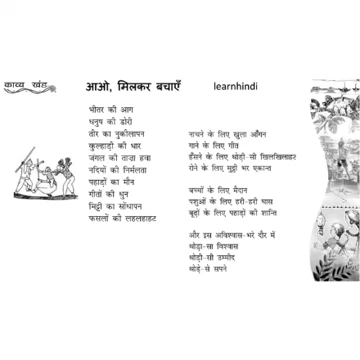 काव्य खंड
आओ, मिलकर बचाएँ
learnhindi
भीतर की आग
धनुष की डोरी
तीर का नुकीलापन
कुल्हाड़ी की धार
जंगल की ताज़ा हवा
नदियों की निर्मलता
पहाड़ों का मौन
गीतों की धुन
मिट्टी का सोंधापन
फसलों की लहलहाहट
नाचने के लिए खुला आँगन
गाने के लिए गीत
हँसने के लिए थोड़ी-सी खिलखिलाहट
रोने के लिए मुट्ठी भर एकान्त
बच्चों के लिए मैदान
पशुओं के लिए हरी-हरी घास
बूढ़ों के लिए पहाड़ों की शान्ति
और इस अविश्वास-भरे दौर में
थोड़ा-सा विश्वास
थोड़ी-सी उम्मीद
थोड़े-से सपने